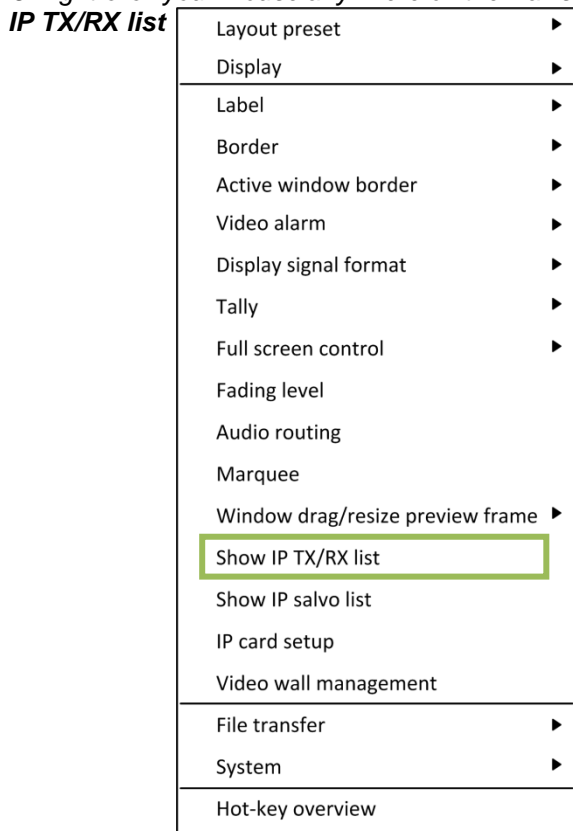 IP TX/RX list
Layout preset
Display
Label
Border
Active window border
Video alarm
Display signal format
Tally
Full screen control
Fading level
Audio routing
Marquee
Window drag/resize preview frame
Show IP TX/RX list
Show IP salvo list
IP card setup
Video wall management
File transfer
System
Hot-key overview